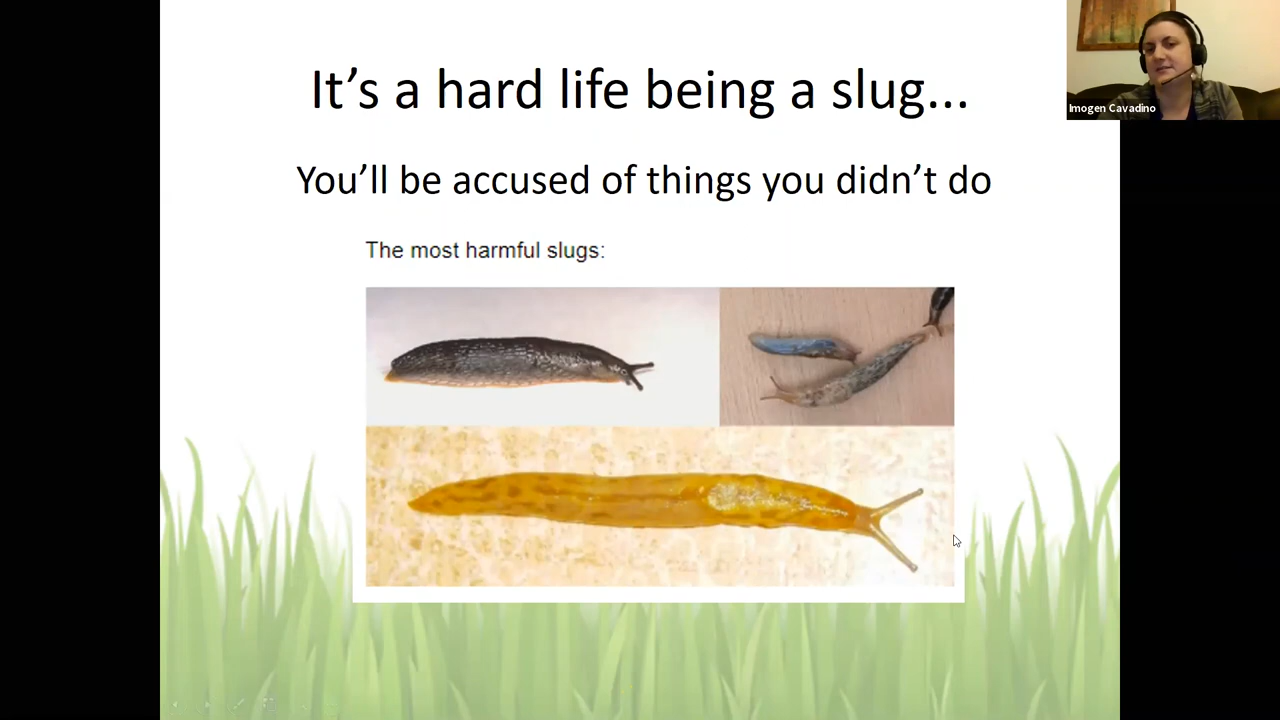 It's a hard life being a slug...
Imogen Cavadino
You'll be accused of things you didn't do
The most harmful slugs: